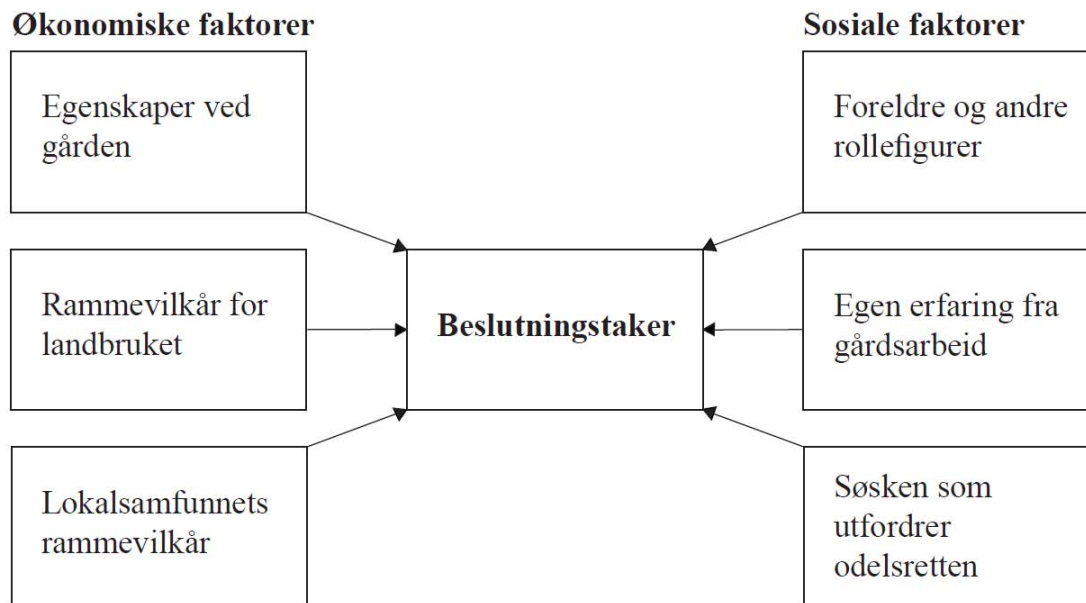 Økonomiske faktorer
Egenskaper ved
gården
Rammevilkår for
landbruket
Lokalsamfunnets
rammevilkår
Beslutningstaker
Sosiale faktorer
Foreldre og andre
rollefigurer
Egen erfaring fra
gårdsarbeid
Søsken som
utfordrer
odelsretten